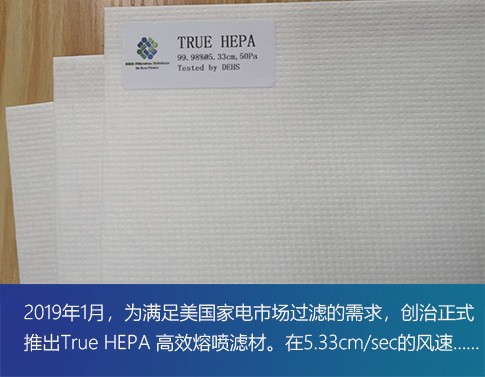 TRUE HEPA
99.98%@5.33cm,50Pa
Tested by DEHS
2019年1月，为满足美国家电市场过滤的需求，创治正式
推出True HEPA 高效熔喷滤材。在5.33cm/sec的风速......